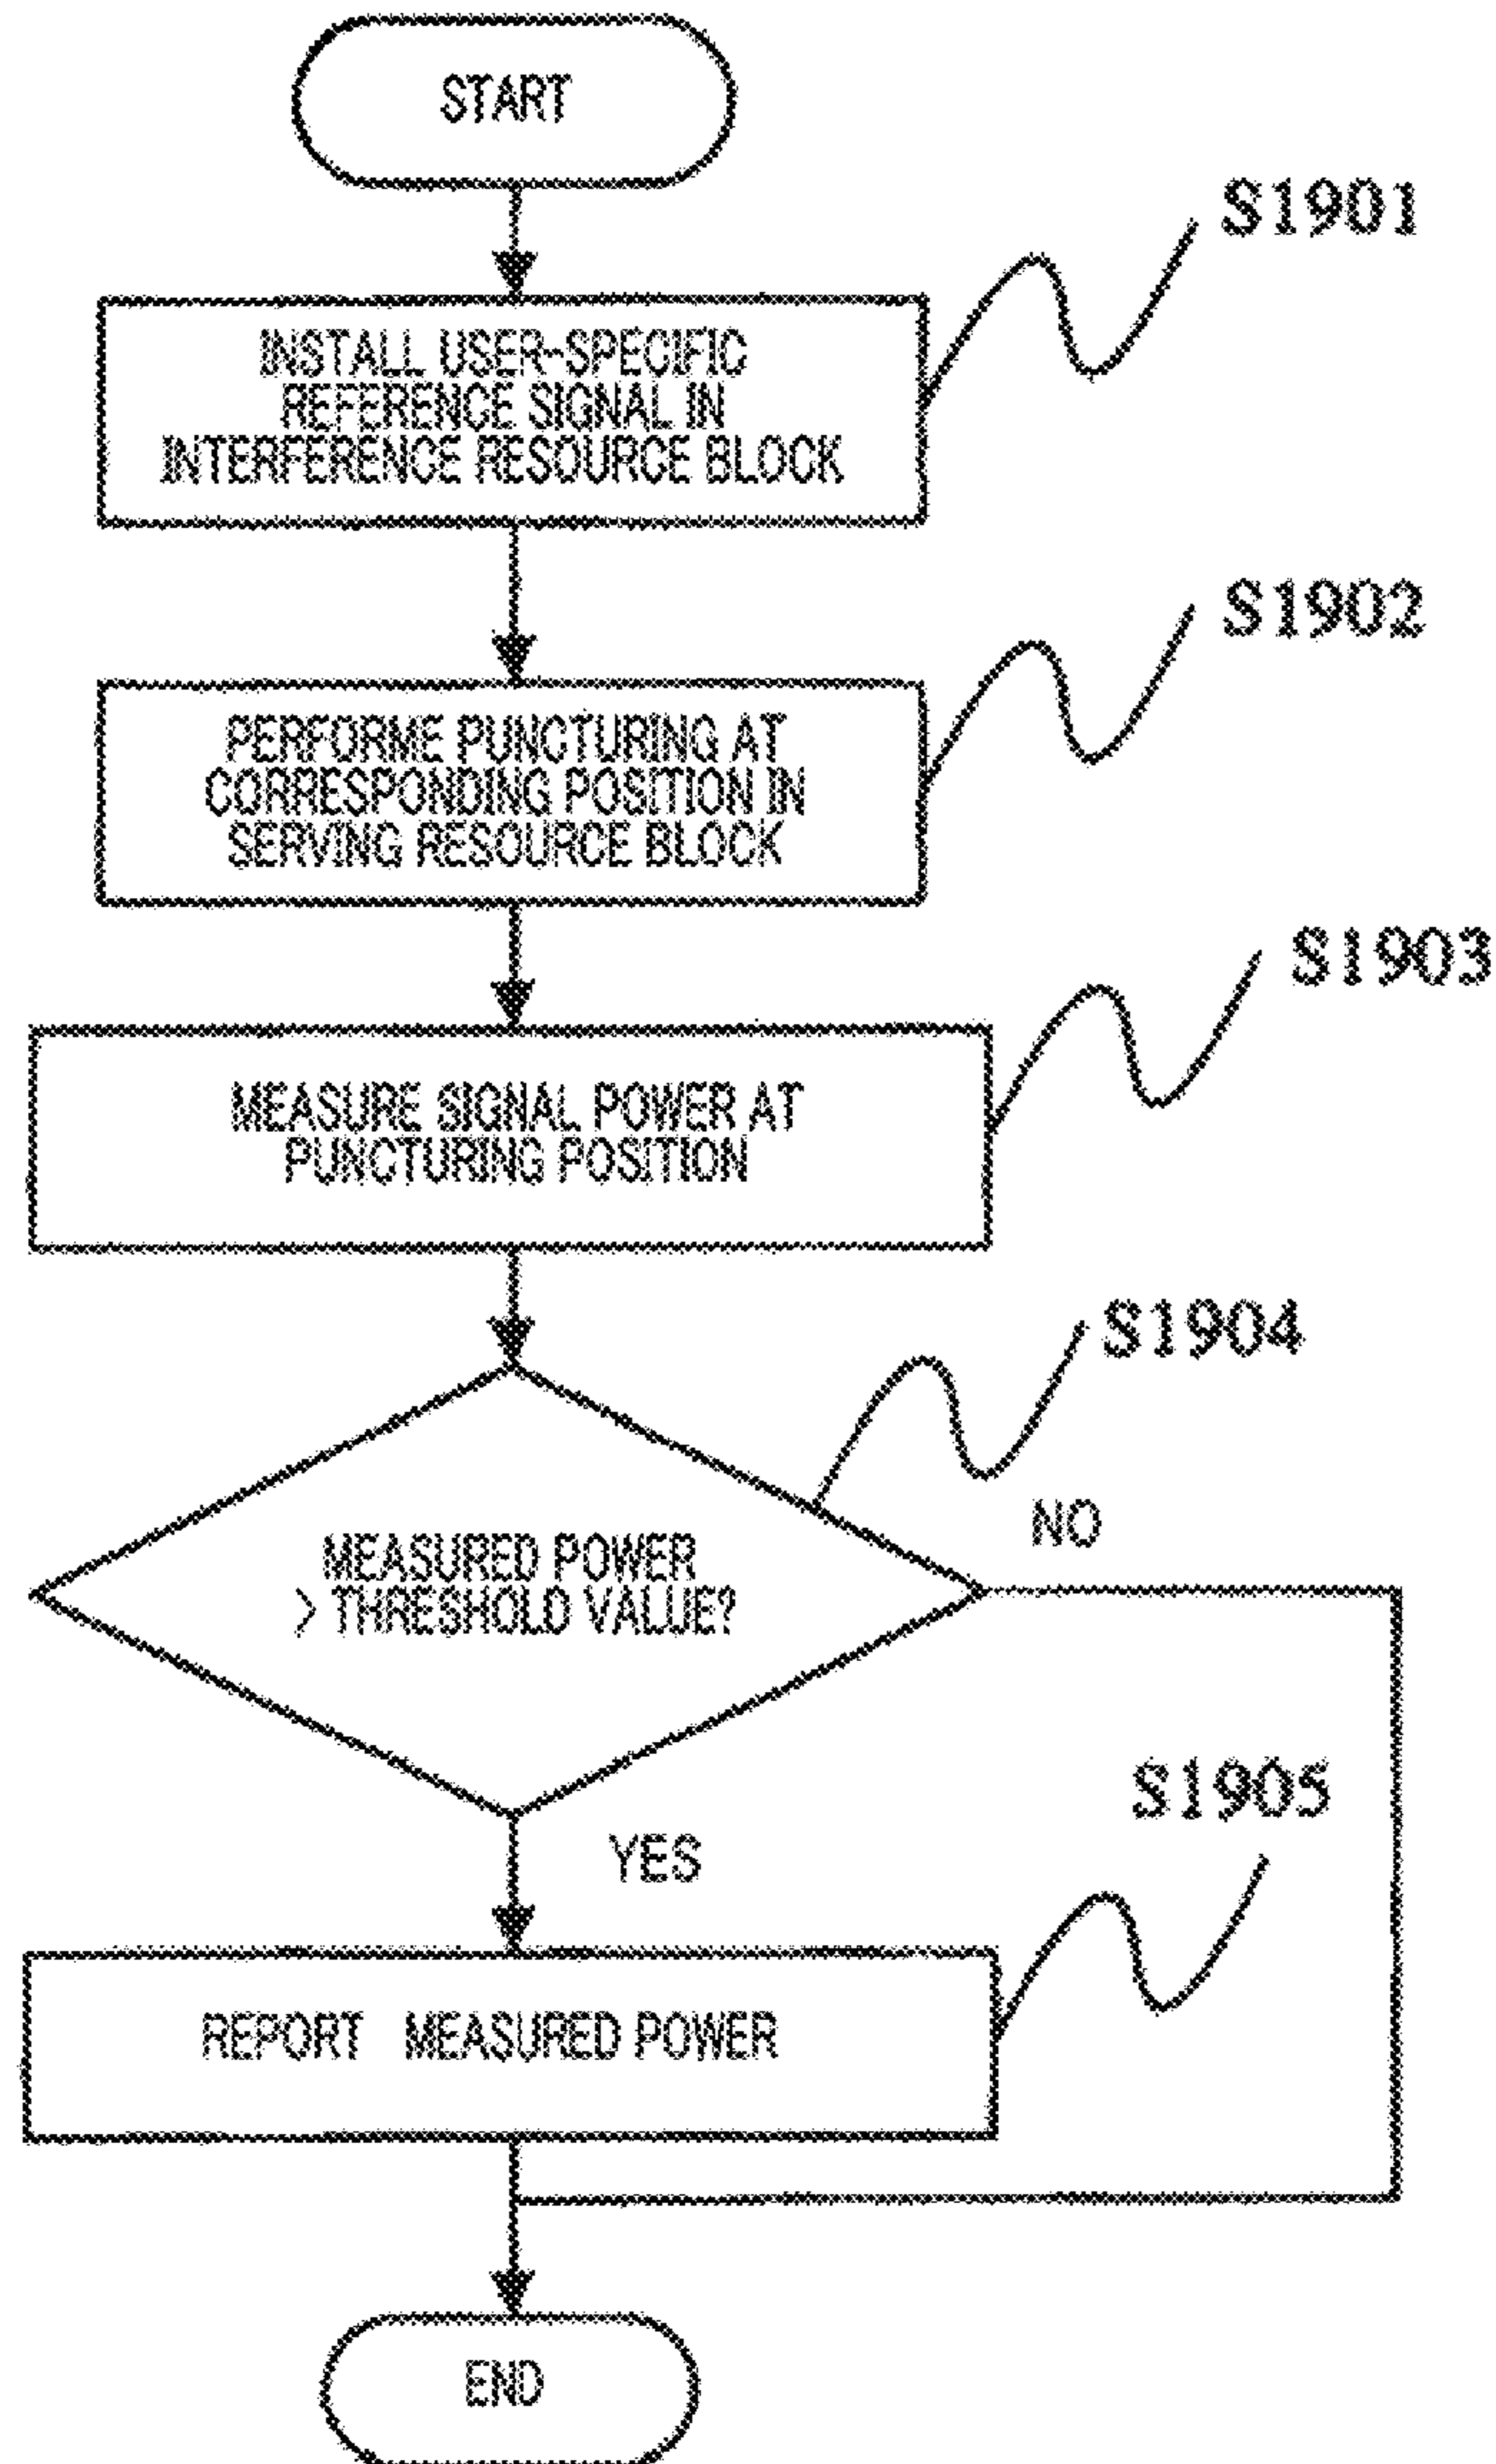 START
S1901
INSTALL USER-SPECIFIC
REFERENCE SIGNAL IN
INTERFERENCE RESOURCE BLOCK
S1902
PERFORME PUNCTURING AT
CORRESPONDING POSITION IN
SERVING RESOURCE BLOCK
S1903
MEASURE SIGNAL POWER AT
PUNCTURING POSITION
S1904
NO
MEASURED POWER
> THRESHOLD VALUE?
S1905
YES
REPORT MEASURED POWER
END